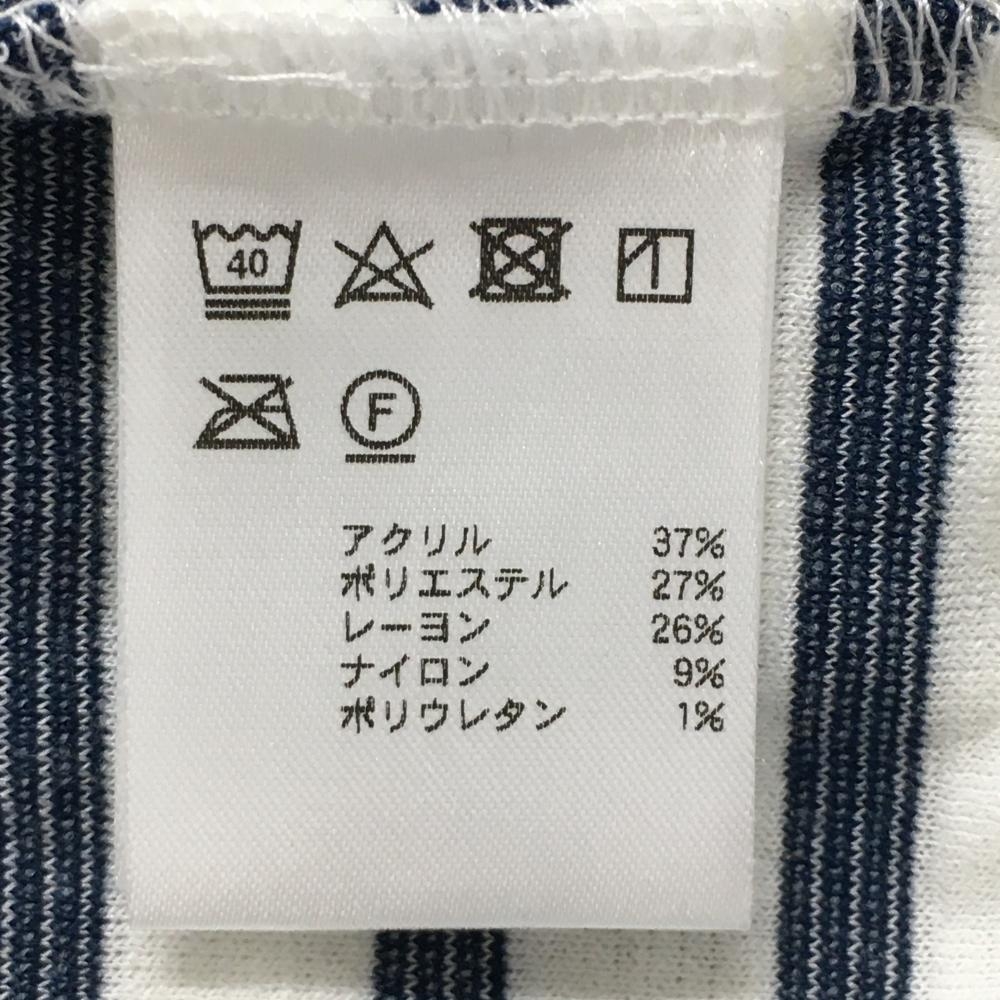 40
F
アクリル 37%
ポリエステル 27%
レーヨン 26%
ナイロン 9%
ポリウレタン 1%